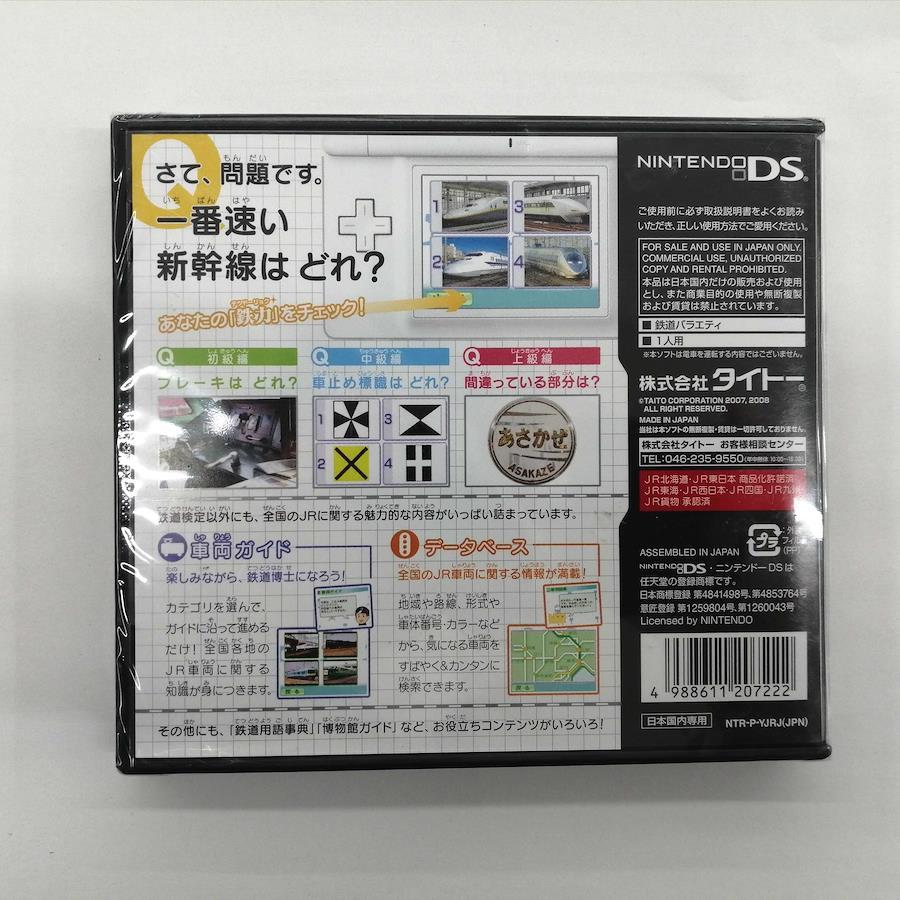 Q
さて、問題です。
一番速い
新幹線は どれ?
あなたの「鉄力」をチェック!
1
3
2
4
Q 初級編
ブレーキは どれ?
Q 中級編
車止め標識は どれ?
1
3
2
4
Q 上級編
間違っている部分は?
あさかぜ
ASAKAZE
鉄道検定以外にも、全国のJRに関する魅力的な内容がいっぱい詰まっています。
車両ガイド
楽しみながら、鉄道博士になろう!
カテゴリを選んで、
ガイドに沿って進める
だけ! 全国各地の
JR車両に関する
知識が身につきます。
戻る
データベース
全国のJR車両に関する情報が満載!
地域や路線、形式や
車体番号・カラーなど
から、気になる車両を
すばやく&カンタンに
検索できます。
戻る
その他にも、「鉄道用語事典」「博物館ガイド」など、お役立ちコンテンツがいろいろ!
NINTENDO DS
ご使用前に必ず取扱説明書をよくお読み
いただき、正しい使用方法でご愛用ください。
FOR SALE AND USE IN JAPAN ONLY.
COMMERCIAL USE, UNAUTHORIZED
COPY AND RENTAL PROHIBITED.
本品は日本国内だけの販売および使用
とし、また商業目的の使用や無断複製
および賃貸は禁止されています。
■ 鉄道バラエティ
■ 1人用
※本ソフトは電車を運転する内容ではございません。
株式会社 タイトー
©TAITO CORPORATION 2007, 2008
ALL RIGHT RESERVED.
MADE IN JAPAN
当社は本ソフトの無断複製・賃貸を一切許可しておりません。
株式会社タイトー お客様相談センター
TEL:046-235-9550(年中無休 10:00〜18:00)
JR北海道・JR東日本 商品化許諾済
JR東海・JR西日本・JR四国・JR九州・
JR貨物 承認済
ASSEMBLED IN JAPAN
プラ
:外
フィル
(PP)
NINTENDO DS・ニンテンドーDSは
任天堂の登録商標です。
日本商標登録 第4841498号、第4853764
意匠登録 第1259804号、第1260043号
Licensed by NINTENDO
4 988611 207222
日本国内専用
NTR-P-YJRJ(JPN)